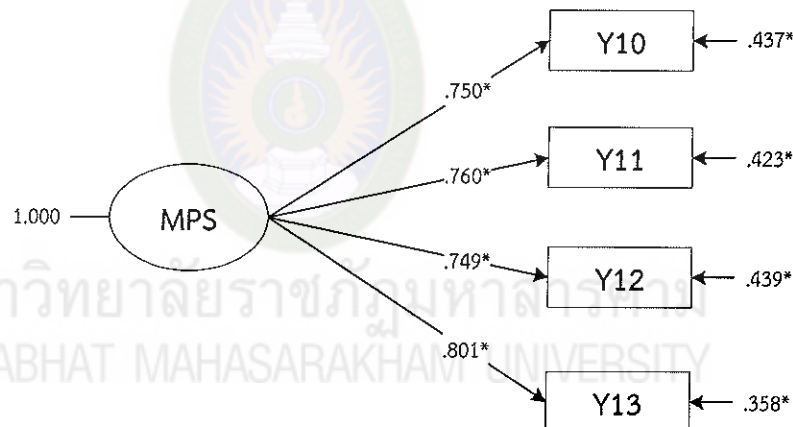 Y10
.437*
.750*
Y11
.423*
.760*
1.000
MPS
.749*
Y12
.439*
.801*
Y13
.358*
วิทยาลัยราชภัฏมหาสารคาม
ABHAT MAHASARAKHAM UNIVERSITY